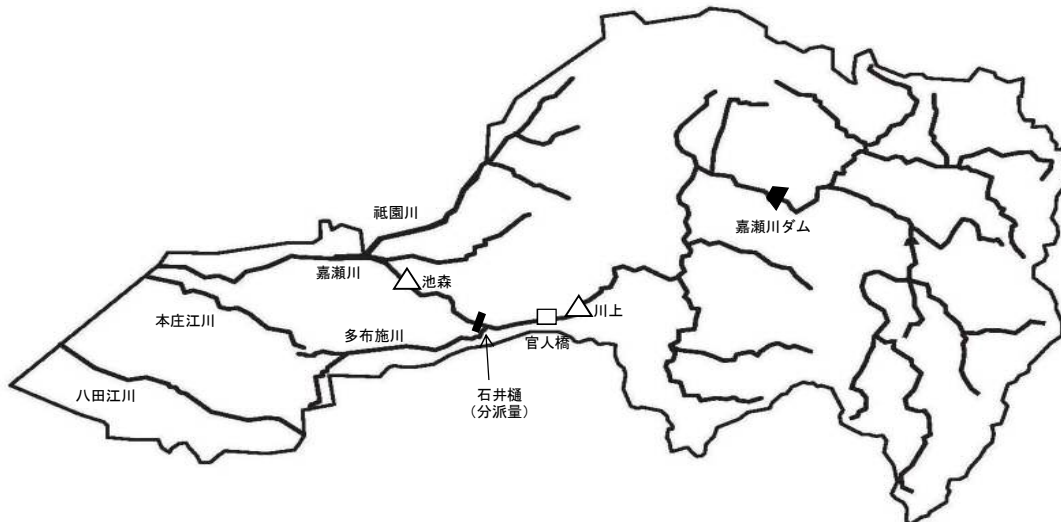 祗園川
嘉瀬川ダム
嘉瀬川
池森
川上
本庄江川
多布施川
官人橋
八田江川
石井樋
（分派量）